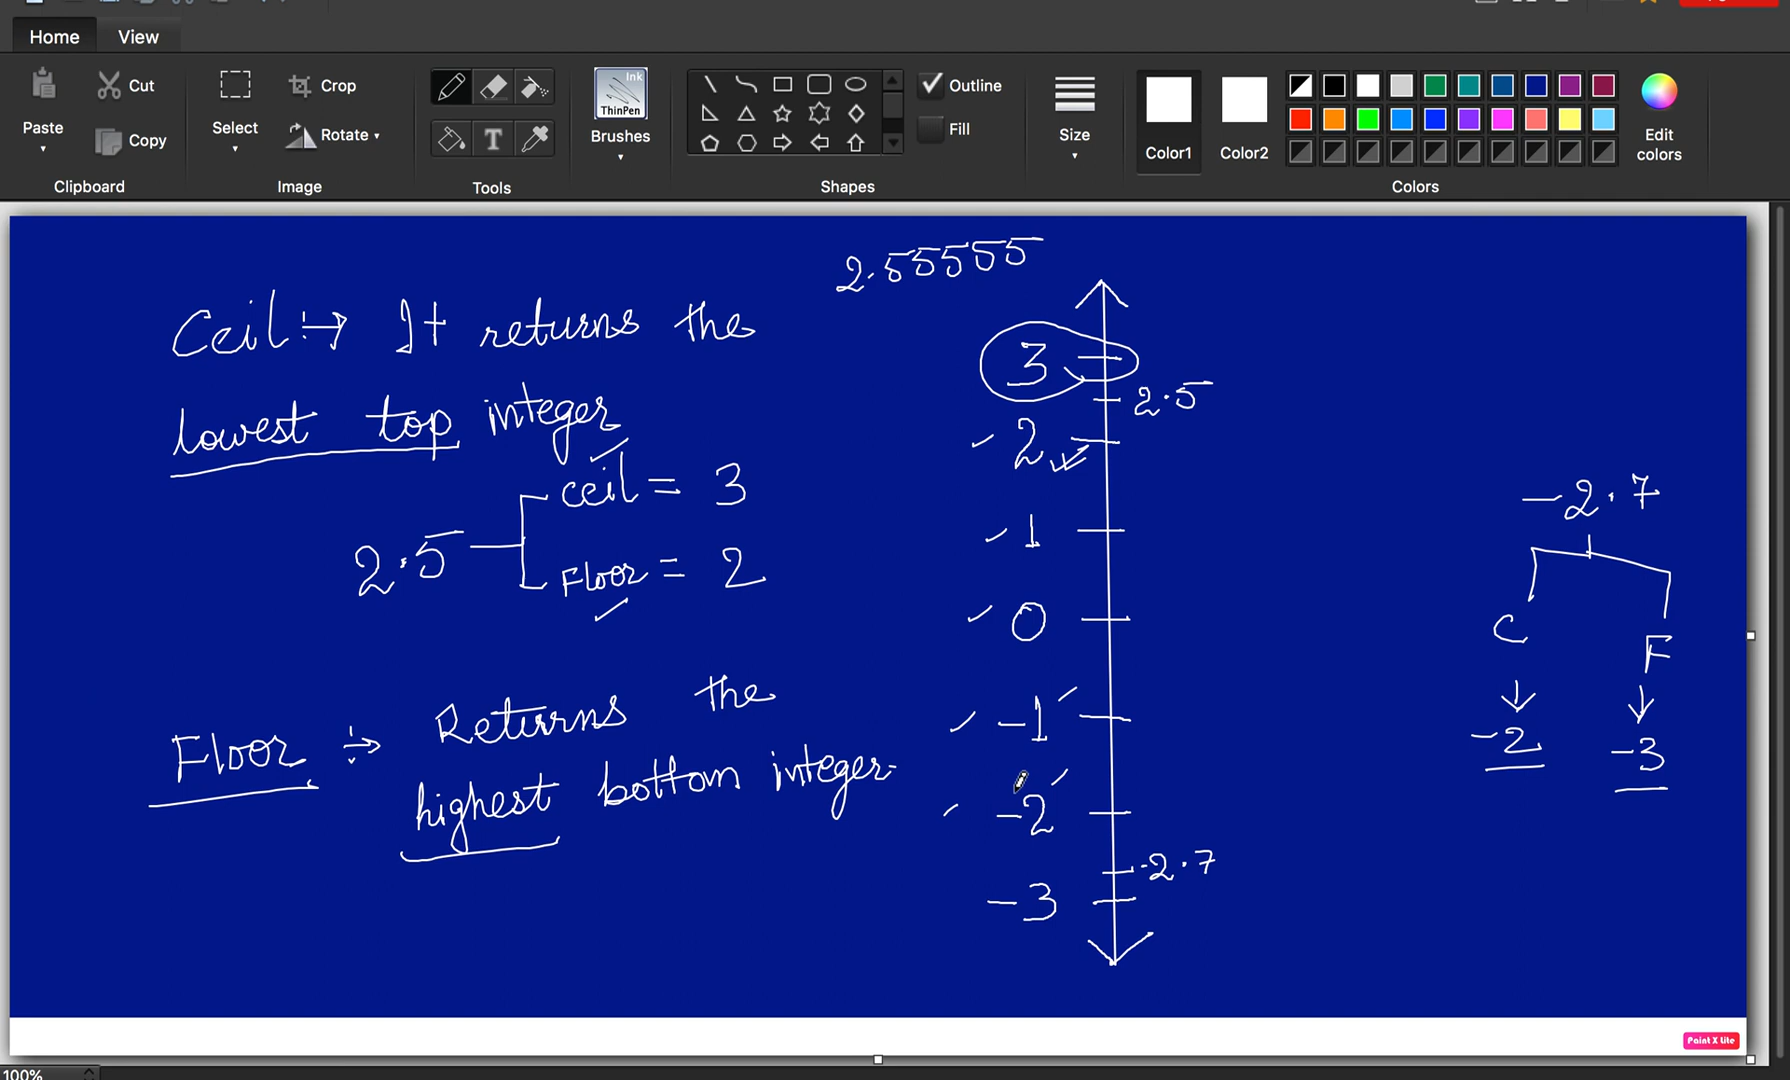 Home View
Cut
Copy
Paste
Clipboard
Select
Crop
Rotate
Image
Tools
Ink
ThinPen
Brushes
Outline
Fill
Shapes
Size
Color1
Color2
Edit
colors
Colors
2.55555
Ceil :→ It returns the
lowest top integer
2.5
ceil = 3
Floor = 2
Floor :→ Returns the
highest bottom integer
3
2.5
2
1
0
-1
-2
-2.7
-3
-2.7
C F
-2 -3
Paint X Lite
100%